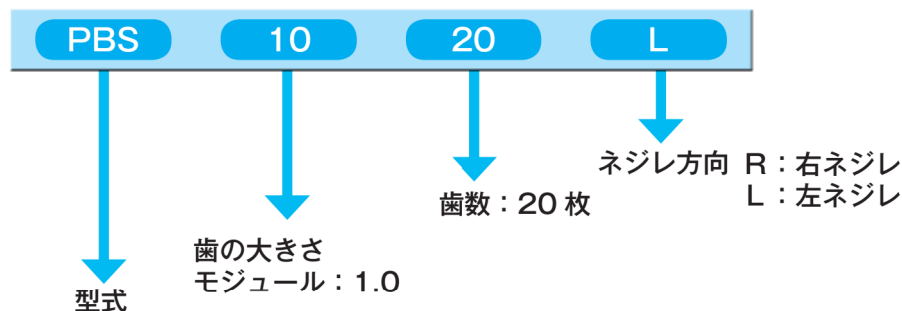 PBS 10 20 L
ネジレ方向 R：右ネジレ
L：左ネジレ
歯数：20 枚
歯の大きさ
モジュール：1.0
型式